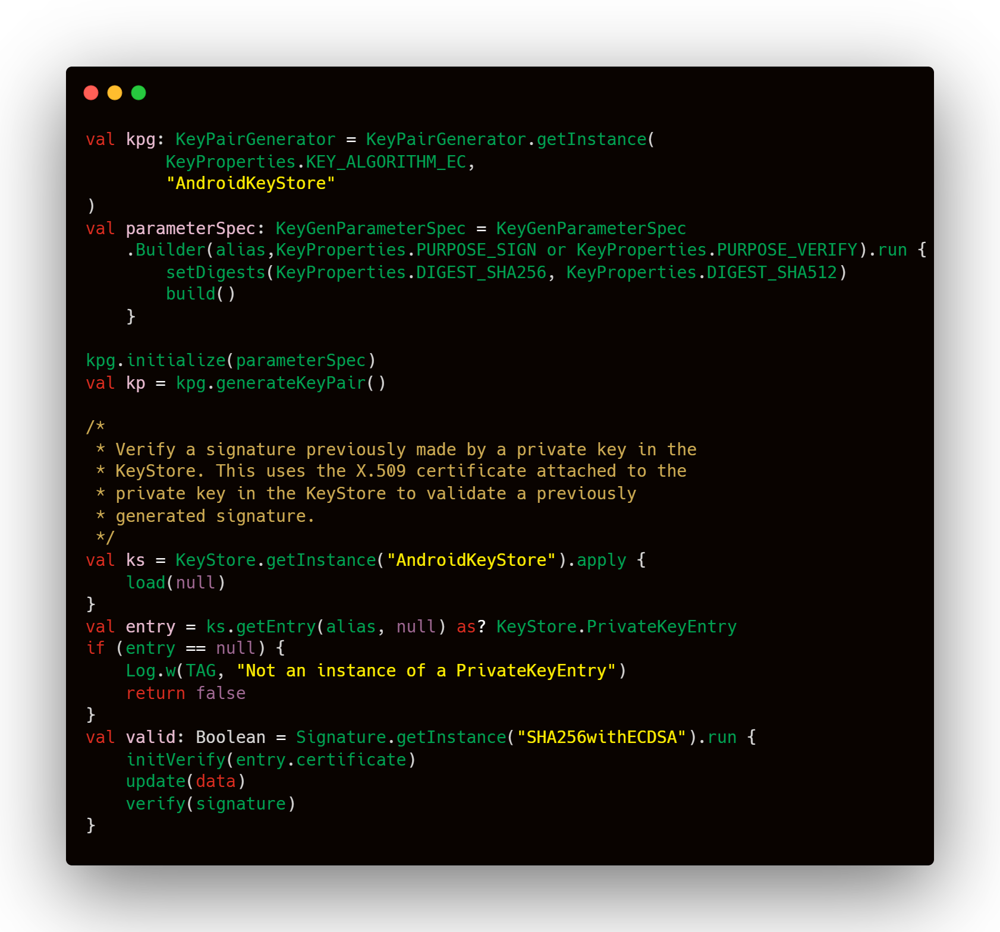 val kpg: KeyPairGenerator = KeyPairGenerator.getInstance(
        KeyProperties.KEY_ALGORITHM_EC,
        "AndroidKeyStore"
)
val parameterSpec: KeyGenParameterSpec = KeyGenParameterSpec
    .Builder(alias,KeyProperties.PURPOSE_SIGN or KeyProperties.PURPOSE_VERIFY).run {
        setDigests(KeyProperties.DIGEST_SHA256, KeyProperties.DIGEST_SHA512)
        build()
    }

kpg.initialize(parameterSpec)
val kp = kpg.generateKeyPair()

/*
 * Verify a signature previously made by a private key in the
 * KeyStore. This uses the X.509 certificate attached to the
 * private key in the KeyStore to validate a previously
 * generated signature.
 */
val ks = KeyStore.getInstance("AndroidKeyStore").apply {
    load(null)
}
val entry = ks.getEntry(alias, null) as? KeyStore.PrivateKeyEntry
if (entry == null) {
    Log.w(TAG, "Not an instance of a PrivateKeyEntry")
    return false
}
val valid: Boolean = Signature.getInstance("SHA256withECDSA").run {
    initVerify(entry.certificate)
    update(data)
    verify(signature)
}